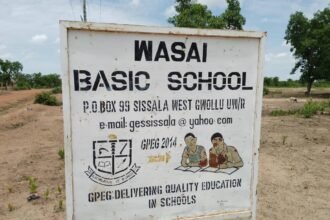 WASAI
BASIC SCHOOL
P.O.BOX 99 SISSALA WEST GWOLLU UW/R
e-mail: gessissala @ yahoo.com
GPEG 2014
GPEG: DELIVERING QUALITY EDUCATION
IN SCHOOLS